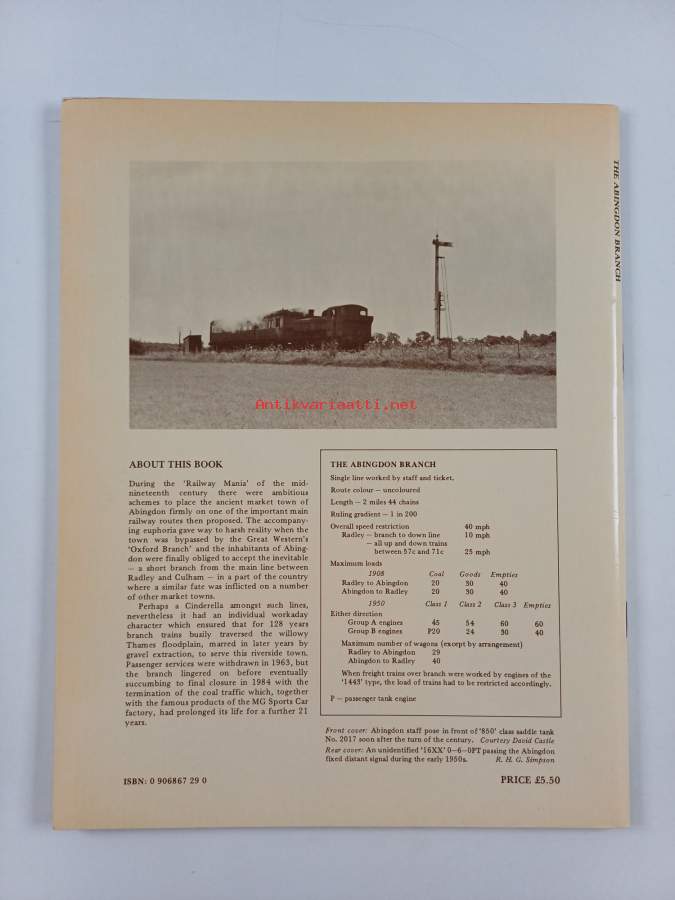 THE ABINGDON BRANCH
Antikvariaatti.net
ABOUT THIS BOOK
During the 'Railway Mania' of the mid-
nineteenth century there were ambitious
schemes to place the ancient market town of
Abingdon firmly on one of the important main
railway routes then proposed. The accompany-
ing euphoria gave way to harsh reality when the
town was bypassed by the Great Western's
'Oxford Branch' and the inhabitants of Abing-
don were finally obliged to accept the inevitable
— a short branch from the main line between
Radley and Culham — in a part of the country
where a similar fate was inflicted on a number
of other market towns.
Perhaps a Cinderella amongst such lines,
nevertheless it had an individual workaday
character which ensured that for 128 years
branch trains busily traversed the willowy
Thames floodplain, marred in later years by
gravel extraction, to serve this riverside town.
Passenger services were withdrawn in 1963, but
the branch lingered on before eventually
succumbing to final closure in 1984 with the
termination of the coal traffic which, together
with the famous products of the MG Sports Car
factory, had prolonged its life for a further 21
years.
THE ABINGDON BRANCH
Single line worked by staff and ticket.
Route colour — uncoloured
Length — 2 miles 44 chains
Ruling gradient — 1 in 200
Overall speed restriction 40 mph
Radley — branch to down line 10 mph
— all up and down trains
between 57c and 71c 25 mph
Maximum loads
1908 Coal Goods Empties
Radley to Abingdon 20 30 40
Abingdon to Radley 20 30 40
1950 Class 1 Class 2 Class 3 Empties
Either direction
Group A engines 45 54 60 60
Group B engines P20 24 30 40
Maximum number of wagons (except by arrangement)
Radley to Abingdon 29
Abingdon to Radley 40
When freight trains over branch were worked by engines of the
'1443' type, the load of trains had to be restricted accordingly.
P — passenger tank engine
Front cover: Abingdon staff pose in front of '850' class saddle tank
No. 2017 soon after the turn of the century. Courtesy David Castle
Rear cover: An unidentified '16XX' 0—6—0PT passing the Abingdon
fixed distant signal during the early 1950s. R. H. G. Simpson
ISBN: 0 906867 29 0
PRICE £5.50